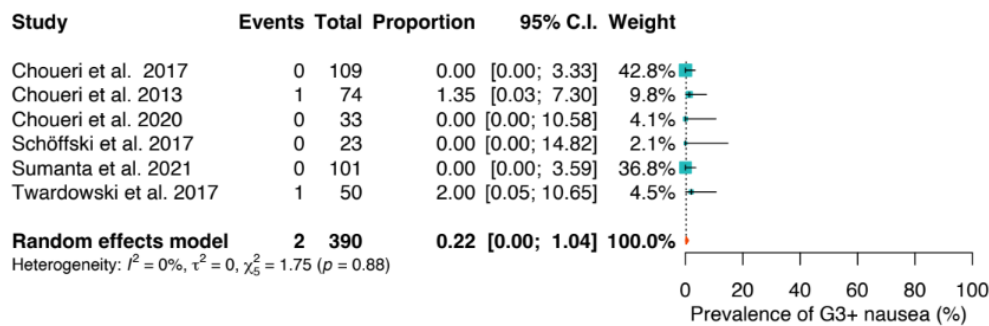 Study Events Total Proportion 95% C.I. Weight
Choueri et al. 2017 0 109 0.00 [0.00; 3.33] 42.8%
Choueri et al. 2013 1 74 1.35 [0.03; 7.30] 9.8%
Choueri et al. 2020 0 33 0.00 [0.00; 10.58] 4.1%
Schöffski et al. 2017 0 23 0.00 [0.00; 14.82] 2.1%
Sumanta et al. 2021 0 101 0.00 [0.00; 3.59] 36.8%
Twardowski et al. 2017 1 50 2.00 [0.05; 10.65] 4.5%
Random effects model 2 390 0.22 [0.00; 1.04] 100.0%
Heterogeneity: I² = 0%, τ² = 0, χ²₅ = 1.75 (p = 0.88)
0 20 40 60 80 100
Prevalence of G3+ nausea (%)